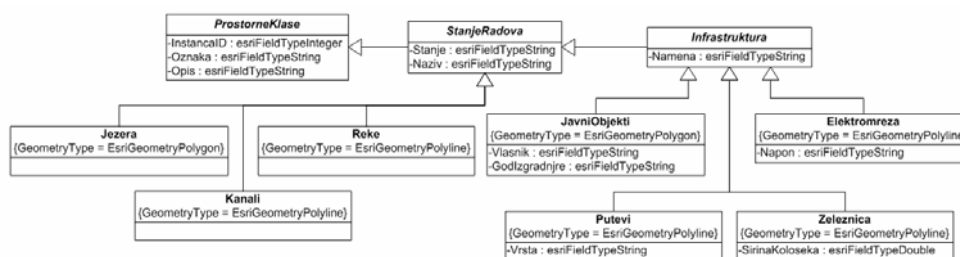 ProstorneKlase
-InstancaID : esriFieldTypeInteger
-Oznaka : esriFieldTypeString
-Opis : esriFieldTypeString
StanjeRadova
-Stanje : esriFieldTypeString
-Naziv : esriFieldTypeString
Infrastruktura
-Namena : esriFieldTypeString
Jezera
{GeometryType = EsriGeometryPolygon}
Reke
{GeometryType = EsriGeometryPolyline}
Kanali
{GeometryType = EsriGeometryPolyline}
JavniObjekti
{GeometryType = EsriGeometryPolygon}
-Vlasnik : esriFieldTypeString
-GodIzgradnjre : esriFieldTypeString
Elektromreza
{GeometryType = EsriGeometryPolyline}
-Napon : esriFieldTypeString
Putevi
{GeometryType = EsriGeometryPolyline}
-Vrsta : esriFieldTypeString
Zeleznica
{GeometryType = EsriGeometryPolyline}
-SirinaKoloseka : esriFieldTypeDouble